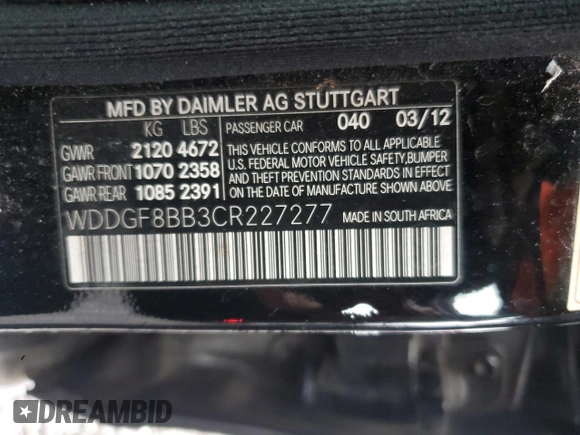 MFD BY DAIMLER AG STUTTGART
KG LBS PASSENGER CAR 040 03/12
GVWR 2120 4672
GAWR FRONT 1070 2358
GAWR REAR 1085 2391
THIS VEHICLE CONFORMS TO ALL APPLICABLE
U.S. FEDERAL MOTOR VEHICLE SAFETY, BUMPER
AND THEFT PREVENTION STANDARDS IN EFFECT
ON THE DATE OF MANUFACTURE SHOWN ABOVE.
WDDGF8BB3CR227277 MADE IN SOUTH AFRICA
DREAMBID